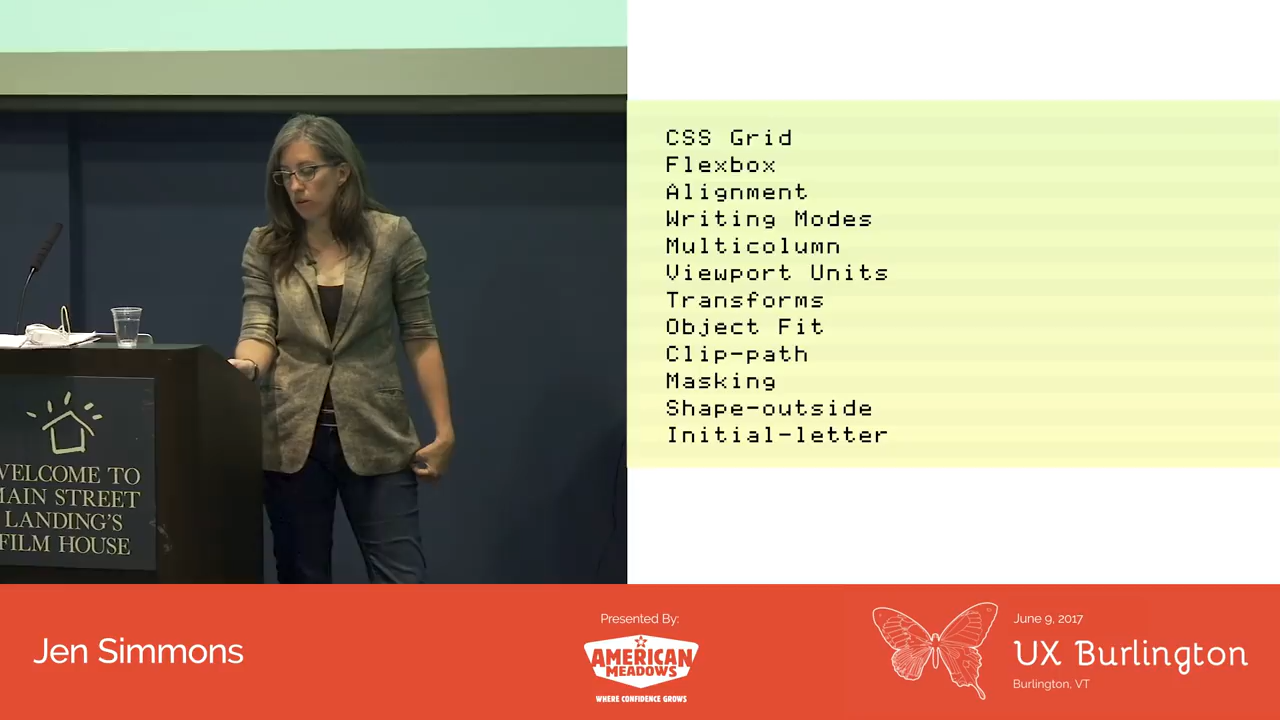 CSS Grid
Flexbox
Alignment
Writing Modes
Multicolumn
Viewport Units
Transforms
Object Fit
Clip-path
Masking
Shape-outside
Initial-letter
WELCOME TO
MAIN STREET
LANDING'S
FILM HOUSE
Jen Simmons
Presented By:
AMERICAN
MEADOWS
WHERE CONFIDENCE GROWS
June 9, 2017
UX Burlington
Burlington, VT